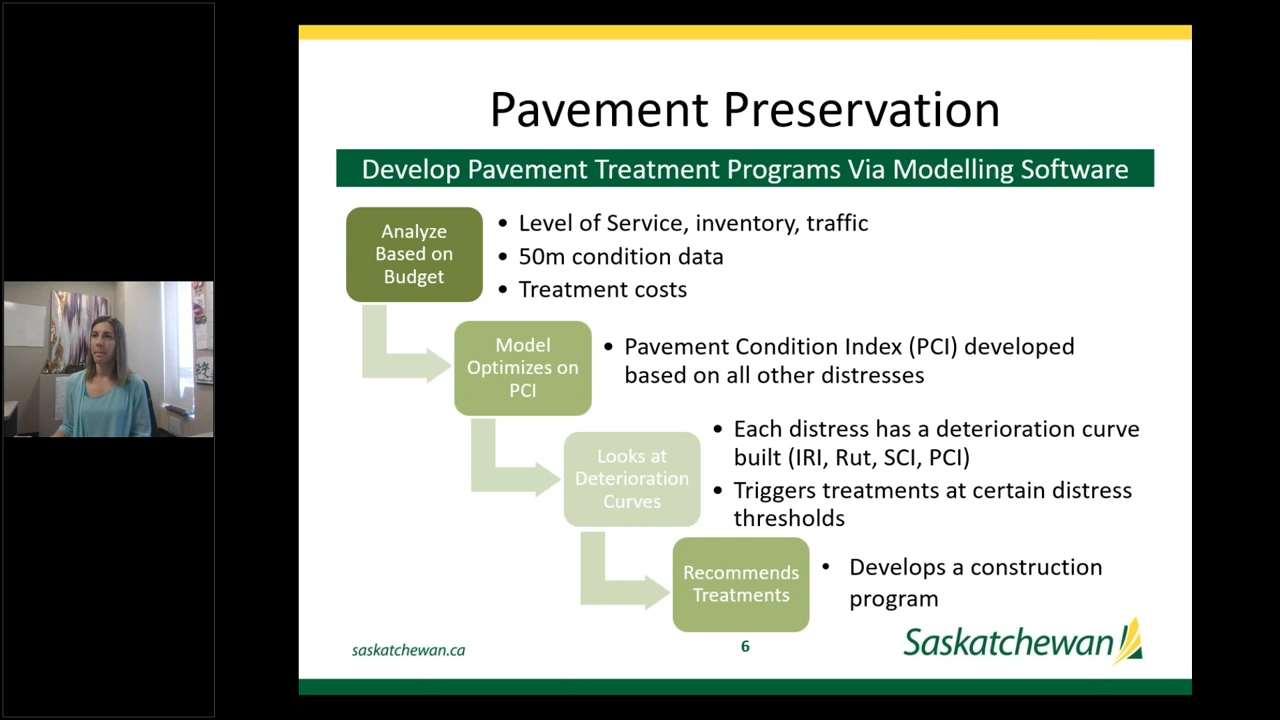 Pavement Preservation
Develop Pavement Treatment Programs Via Modelling Software
Analyze
Based on
Budget
• Level of Service, inventory, traffic
• 50m condition data
• Treatment costs
Model
Optimizes on
PCI
• Pavement Condition Index (PCI) developed
based on all other distresses
Looks at
Deterioration
Curves
• Each distress has a deterioration curve
built (IRI, Rut, SCI, PCI)
• Triggers treatments at certain distress
thresholds
Recommends
Treatments
• Develops a construction
program
saskatchewan.ca
6
Saskatchewan